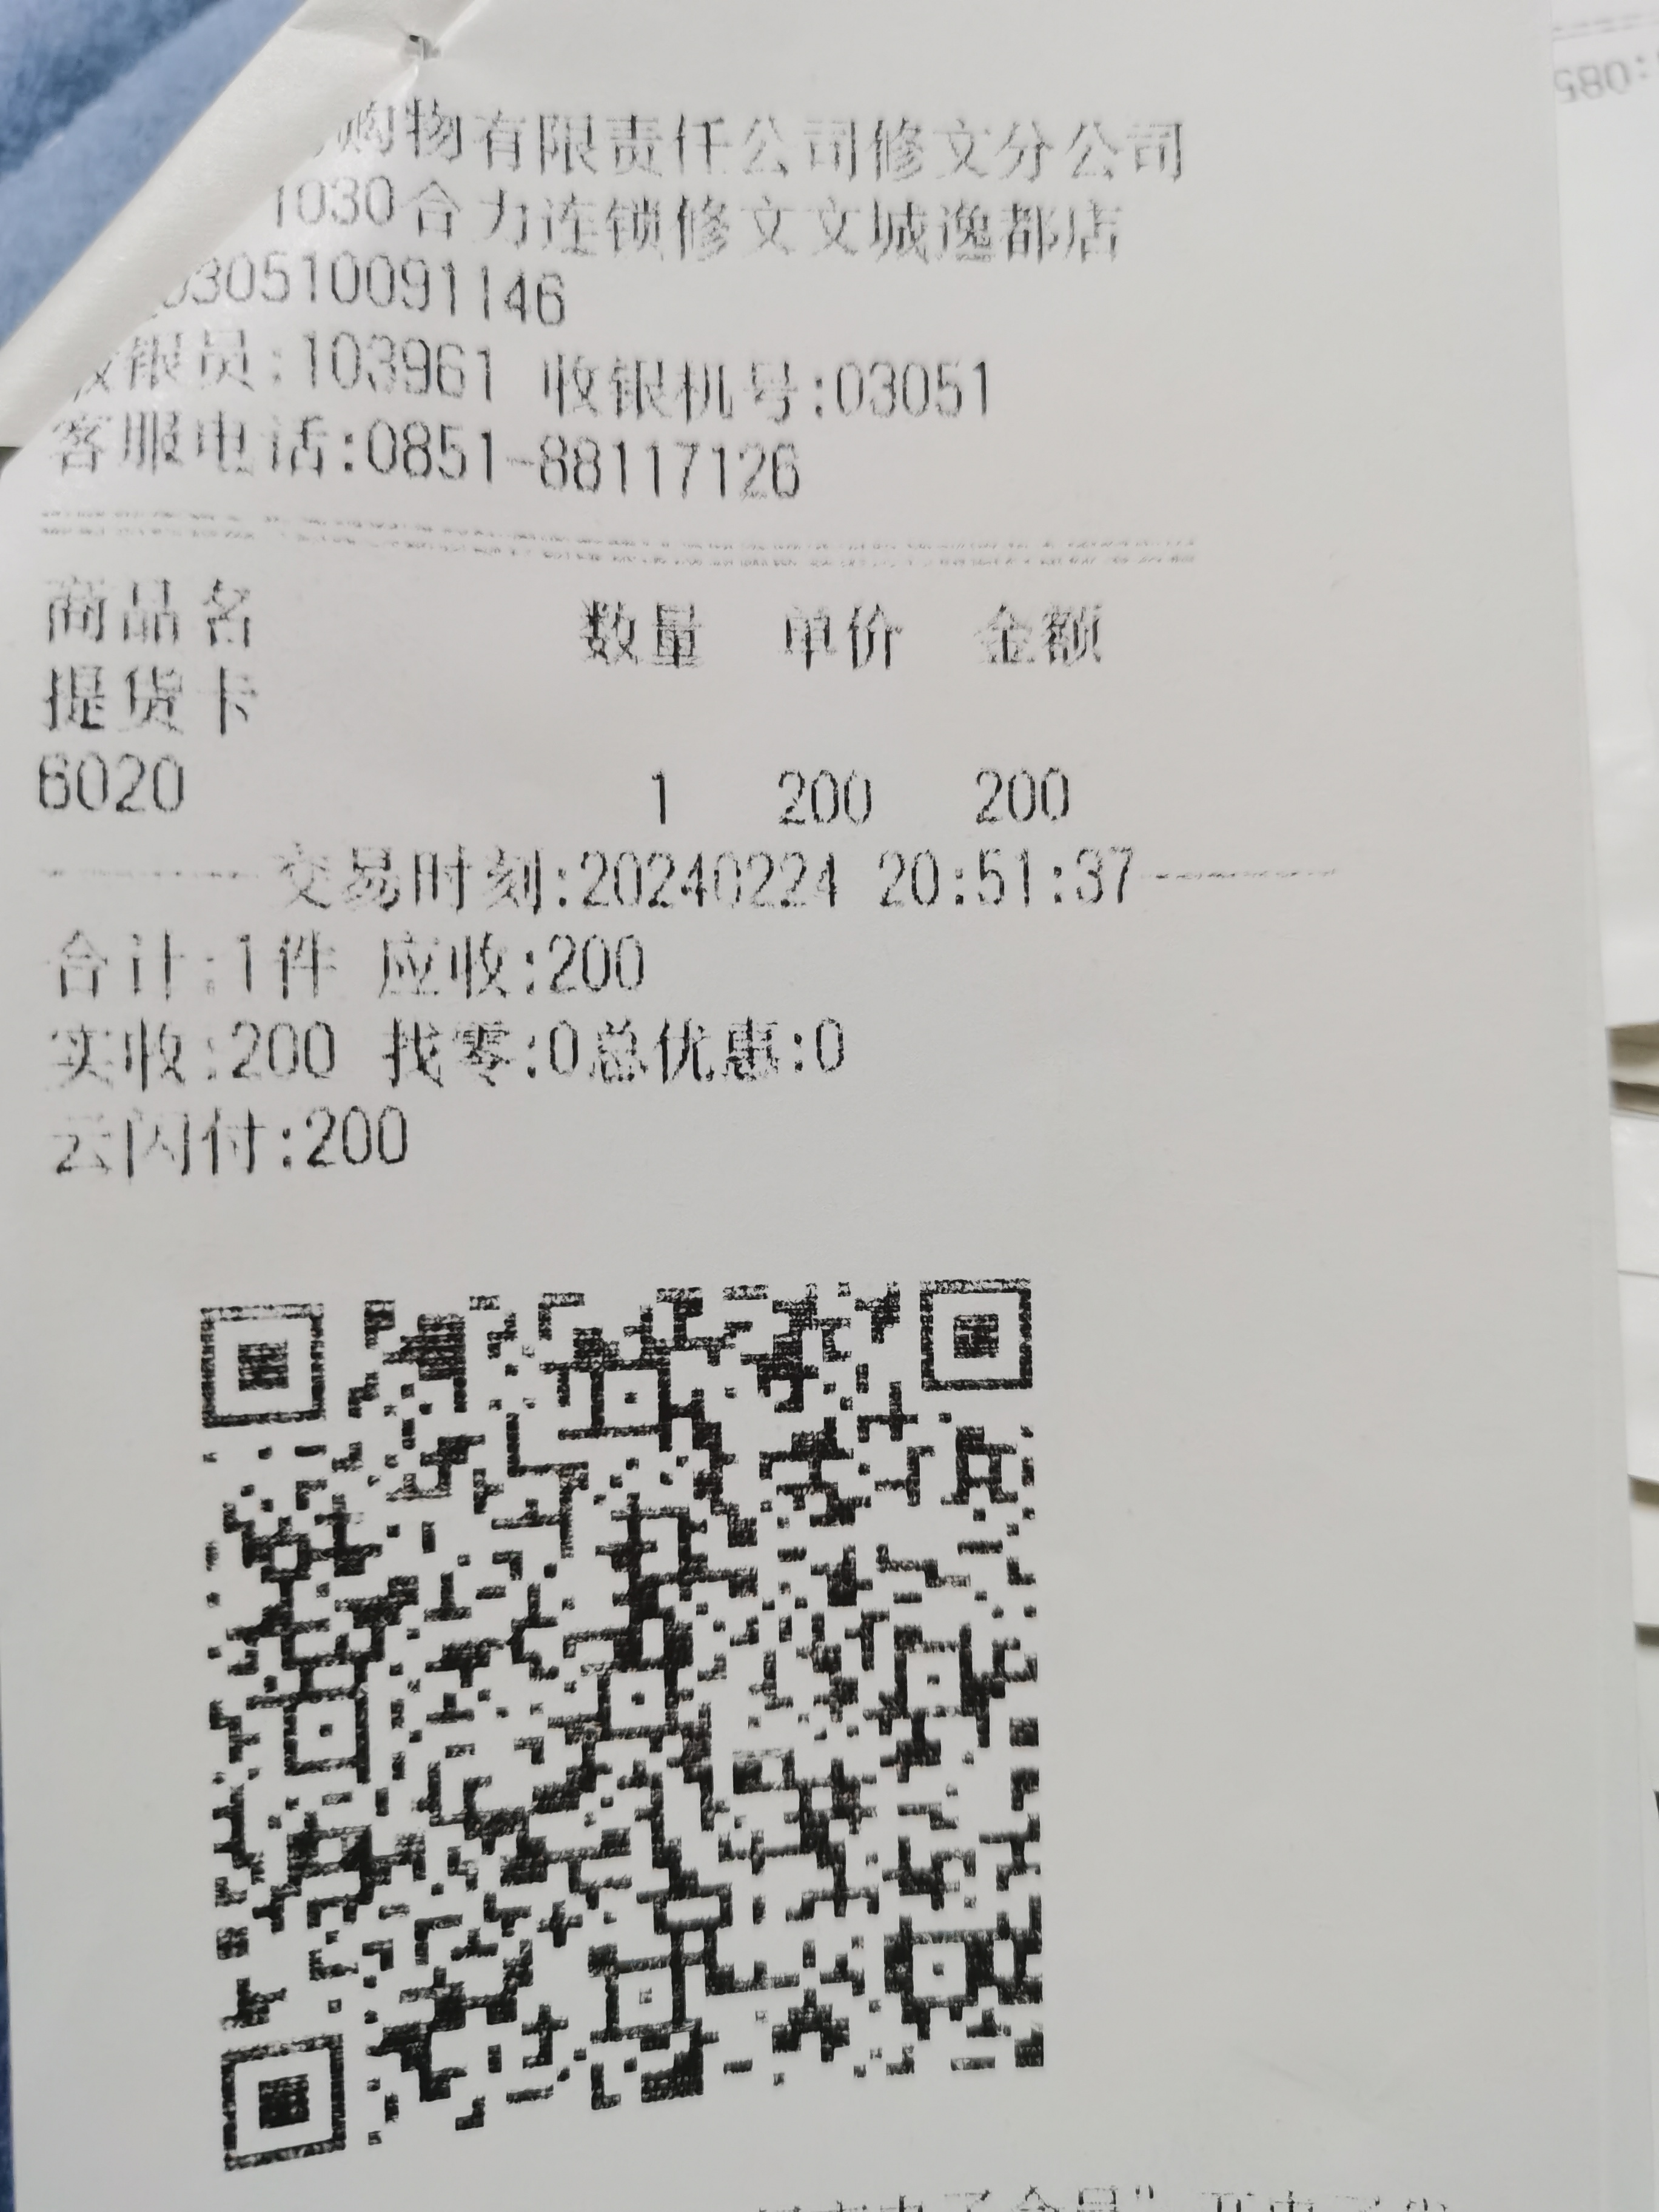 购物有限责任公司修文分公司
1030合力连锁修文文城逸都店
30510091146
收银员:103961 收银机号:03051
客服电话:0851-88117126
商品名 数量 单价 金额
提货卡
6020 1 200 200
交易时刻:20240224 20:51:37
合计:1件 应收:200
实收:200 找零:0总优惠:0
云闪付:200